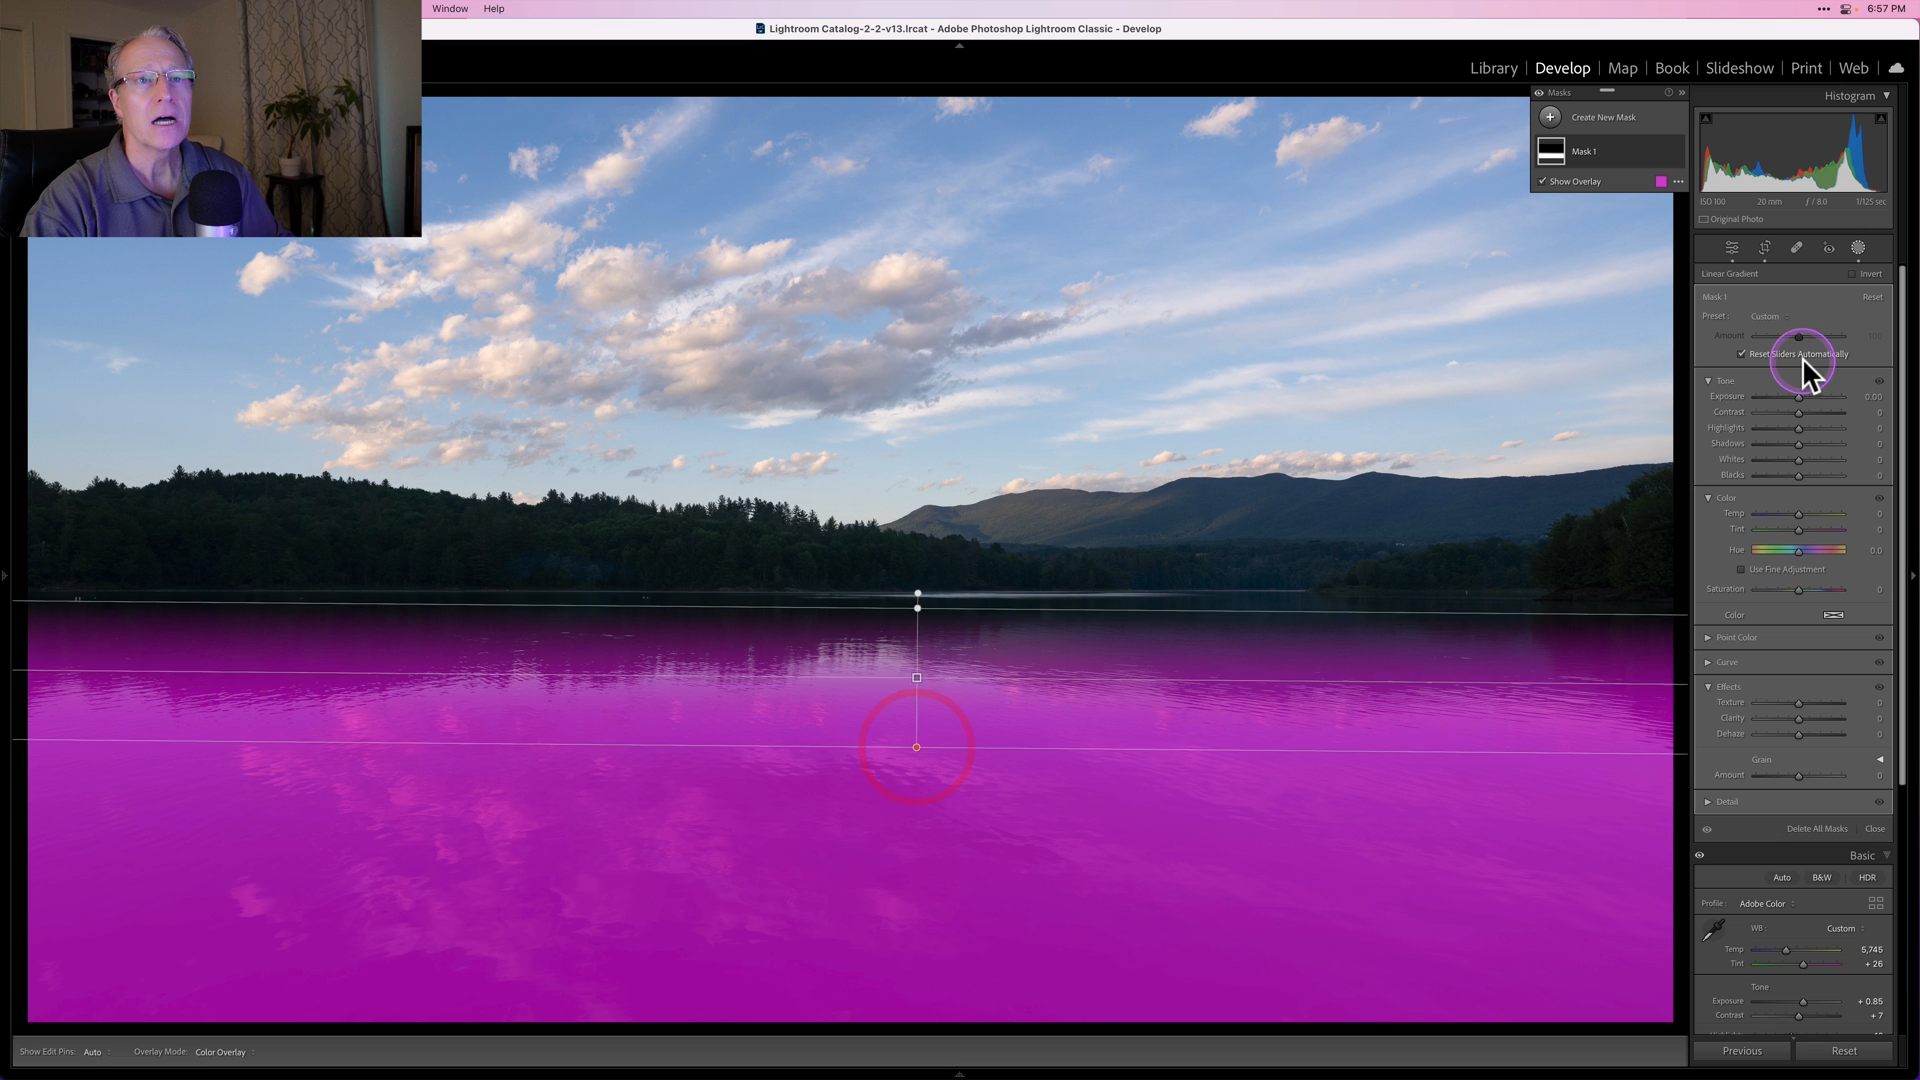 Window Help
6:57 PM
Lightroom Catalog-2-2-v13.lrcat - Adobe Photoshop Lightroom Classic - Develop
Library | Develop | Map | Book | Slideshow | Print | Web
Masks
Create New Mask
Mask 1
Show Overlay
Histogram
ISO 100 20 mm f / 8.0 1/125 sec
Original Photo
Linear Gradient Invert
Mask 1 Reset
Preset : Custom
Amount 100
Reset Sliders Automatically
Tone
Exposure 0.00
Contrast 0
Highlights 0
Shadows 0
Whites 0
Blacks 0
Color
Temp 0
Tint 0
Hue 0.0
Use Fine Adjustment
Saturation 0
Color
Point Color
Curve
Effects
Texture 0
Clarity 0
Dehaze 0
Grain
Amount 0
Detail
Delete All Masks Close
Basic
Auto B&W HDR
Profile : Adobe Color
WB : Custom
Temp 5,745
Tint + 26
Tone
Exposure + 0.85
Contrast + 7
Previous Reset
Show Edit Pins: Auto Overlay Mode: Color Overlay